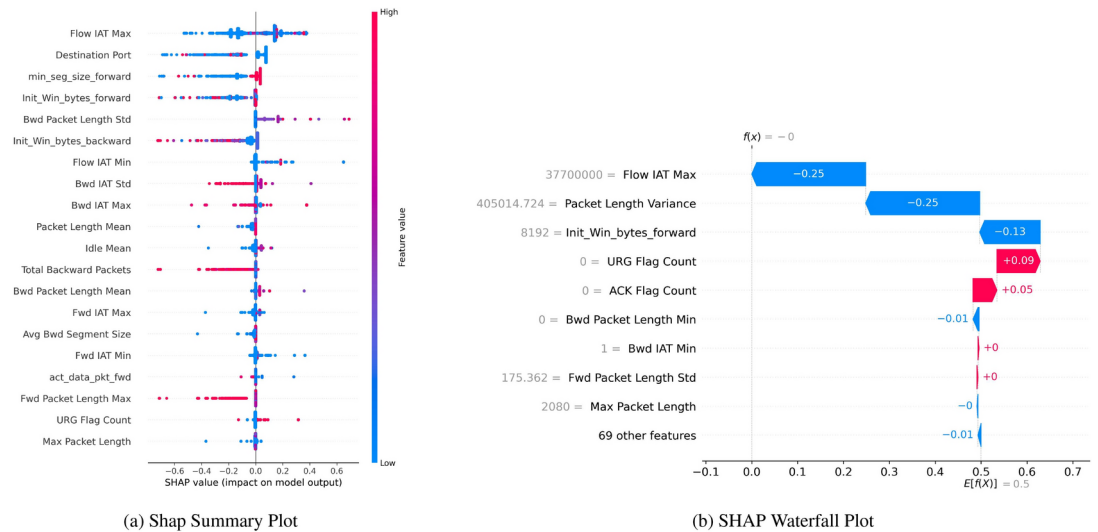 High
Flow IAT Max
Destination Port
min_seg_size_forward
Init_Win_bytes_forward
Bwd Packet Length Std
Init_Win_bytes_backward
Flow IAT Min
Bwd IAT Std
Bwd IAT Max
Packet Length Mean
Idle Mean
Total Backward Packets
Bwd Packet Length Mean
Fwd IAT Max
Avg Bwd Segment Size
Fwd IAT Min
act_data_pkt_fwd
Fwd Packet Length Max
URG Flag Count
Max Packet Length
Low
Feature value
−0.6 −0.4 −0.2 0.0 0.2 0.4 0.6
SHAP value (impact on model output)
(a) Shap Summary Plot
f(x) = −0
37700000 = Flow IAT Max −0.25
405014.724 = Packet Length Variance −0.25
8192 = Init_Win_bytes_forward −0.13
0 = URG Flag Count +0.09
0 = ACK Flag Count +0.05
0 = Bwd Packet Length Min −0.01
1 = Bwd IAT Min +0
175.362 = Fwd Packet Length Std +0
2080 = Max Packet Length −0
69 other features −0.01
−0.1 0.0 0.1 0.2 0.3 0.4 0.5 0.6 0.7
E[f(X)] = 0.5
(b) SHAP Waterfall Plot